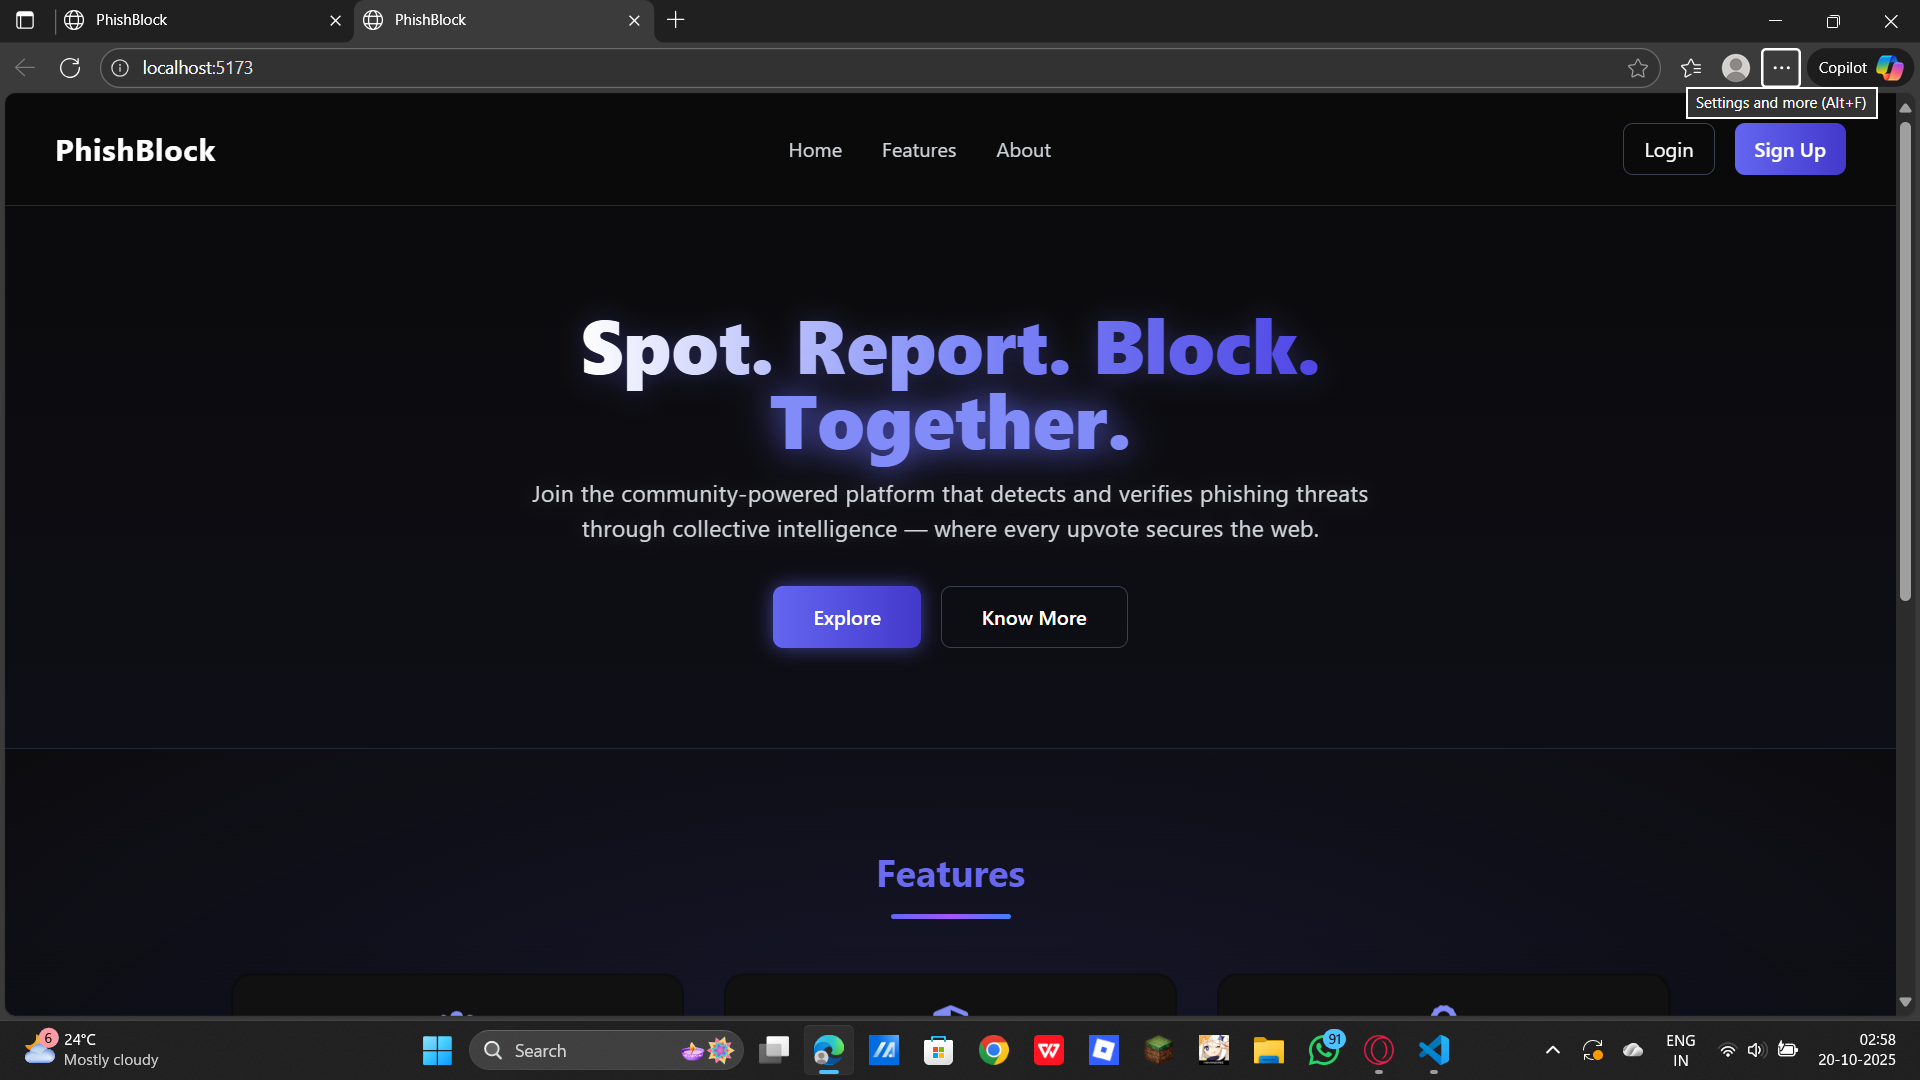 PhishBlock
PhishBlock
localhost:5173
Copilot
Settings and more (Alt+F)
PhishBlock
Home
Features
About
Login
Sign Up
Spot. Report. Block.
Together.
Join the community-powered platform that detects and verifies phishing threats
through collective intelligence — where every upvote secures the web.
Explore
Know More
Features
6
24°C
Mostly cloudy
Search
91
ENG
IN
02:58
20-10-2025